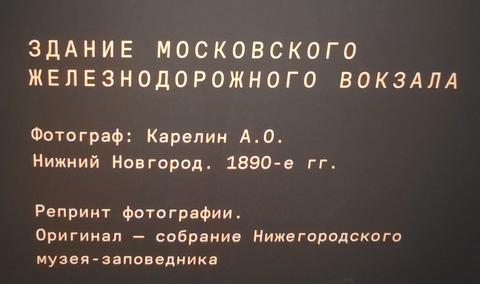 ЗДАНИЕ МОСКОВСКОГО
ЖЕЛЕЗНОДОРОЖНОГО ВОКЗАЛА
Фотограф: Карелин А.О.
Нижний Новгород. 1890-е гг.
Репринт фотографии.
Оригинал — собрание Нижегородского
музея-заповедника